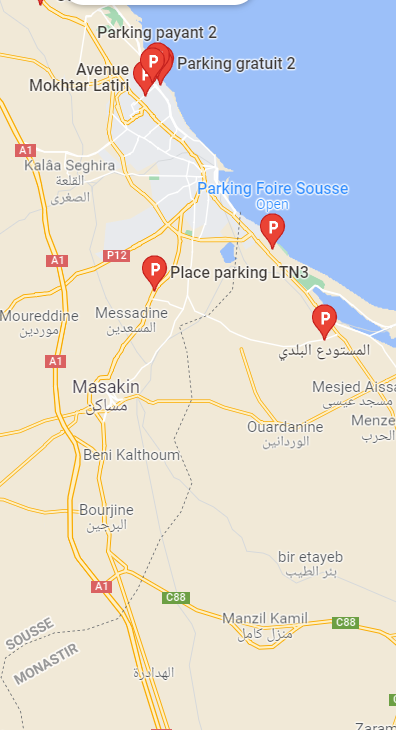 Parking payant 2
Avenue
Mokhtar Latiri
Parking gratuit 2
P
P
A1
Kalâa Seghira
القلعة
الصغرى
Parking Foire Sousse
Open
P
A1
P12
P
Place parking LTN3
Moureddine
موردين
Messadine
المسعدين
P
المستودع البلدي
A1
Masakin
مساكن
Mesjed Aissa
مسجد عيسى
Ouardanine
الوردانين
Menze
الحرب
Beni Kalthoum
Bourjine
البرجين
bir etayeb
بئر الطيب
A1
C88
Manzil Kamil
منزل كامل
C88
SOUSSE
MONASTIR
الهدادرة
Zaram